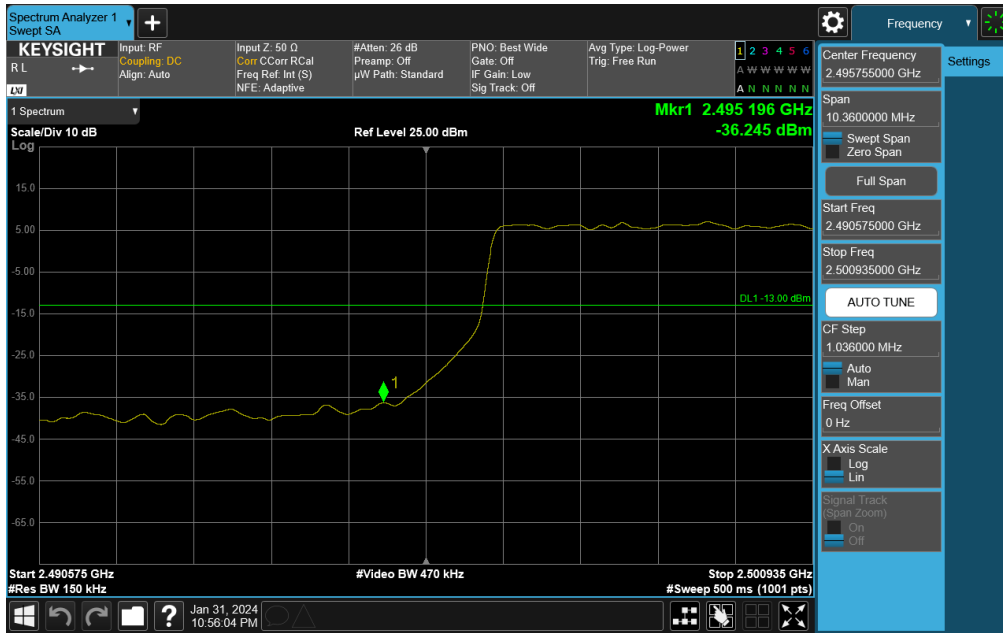 Spectrum Analyzer 1
Swept SA
+
Frequency
KEYSIGHT
R L
LXI
Input: RF
Coupling: DC
Align: Auto
Input Z: 50 Ω
Corr CCorr RCal
Freq Ref: Int (S)
NFE: Adaptive
#Atten: 26 dB
Preamp: Off
µW Path: Standard
PNO: Best Wide
Gate: Off
IF Gain: Low
Sig Track: Off
Avg Type: Log-Power
Trig: Free Run
1 2 3 4 5 6
A W W W W W
A N N N N N
1 Spectrum
Scale/Div 10 dB
Log
Ref Level 25.00 dBm
Mkr1 2.495 196 GHz
-36.245 dBm
15.0
5.00
-5.00
-15.0
-25.0
-35.0
-45.0
-55.0
-65.0
DL1 -13.00 dBm
1
Start 2.490575 GHz
#Res BW 150 kHz
#Video BW 470 kHz
Stop 2.500935 GHz
#Sweep 500 ms (1001 pts)
Center Frequency
2.495755000 GHz
Span
10.3600000 MHz
Swept Span
Zero Span
Full Span
Start Freq
2.490575000 GHz
Stop Freq
2.500935000 GHz
AUTO TUNE
CF Step
1.036000 MHz
Auto
Man
Freq Offset
0 Hz
X Axis Scale
Log
Lin
Signal Track
(Span Zoom)
On
Off
Settings
?
Jan 31, 2024
10:56:04 PM